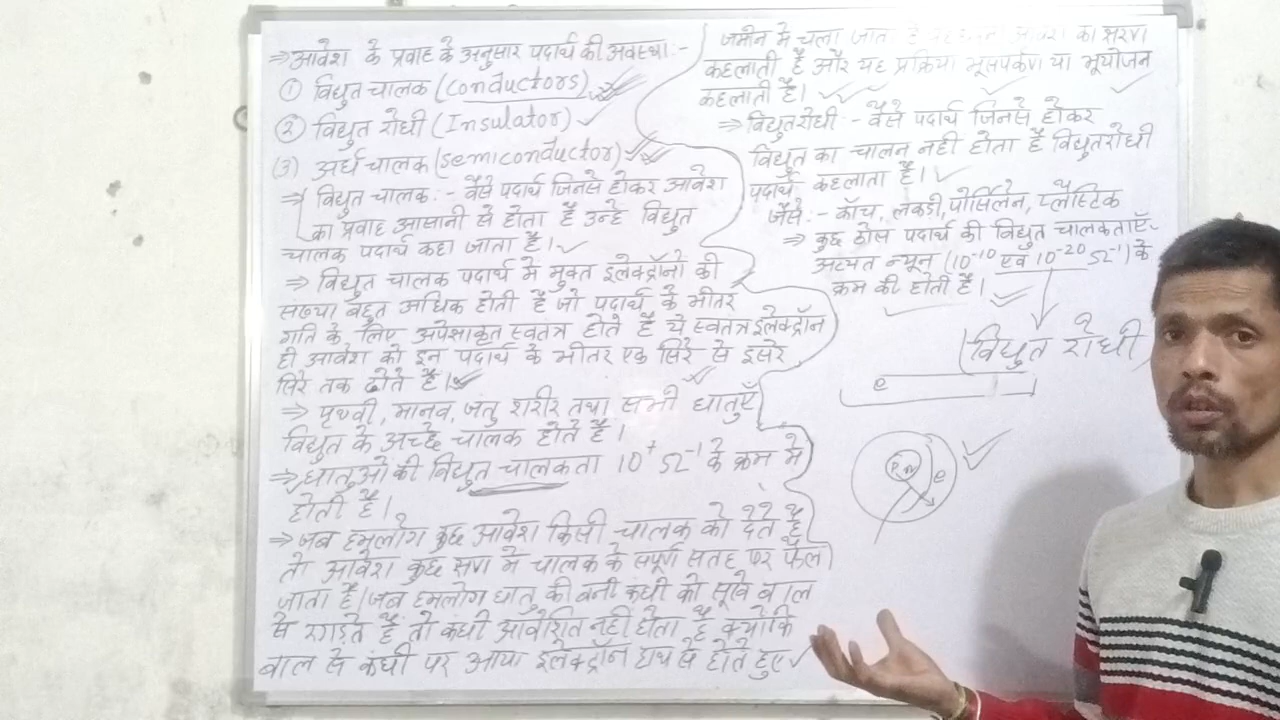 ⇒ आवेश के प्रवाह के अनुसार पदार्थ की अवस्था:-
① विद्युत चालक (conductors)
② विद्युत रोधी (Insulator)
(3) अर्ध चालक (semiconductor)
⇒ विद्युत चालक:- वैसे पदार्थ जिनसे होकर आवेश
का प्रवाह आसानी से होता है उन्हे विद्युत
चालक पदार्थ कहा जाता है।
⇒ विद्युत चालक पदार्थ मे मुक्त इलेक्ट्रॉनो की
संख्या बहुत अधिक होती है जो पदार्थ के भीतर
गति के लिए अपेक्षाकृत स्वतंत्र होते है ये स्वतंत्र इलेक्ट्रॉन
ही आवेश को इन पदार्थ के भीतर एक सिरे से दुसरे
सिरे तक ढोते है।
⇒ पृथ्वी, मानव, जंतु शरीर तथा सभी धातुएँ
विद्युत के अच्छे चालक होते है।
⇒ धातुओ की विद्युत चालकता 10⁺ Ω⁻¹ के क्रम मे
होती है।
⇒ जब हमलोग कुछ आवेश किसी चालक को देते है
तो आवेश कुछ क्षण मे चालक के संपूर्ण सतह पर फैल
जाता है। जब हमलोग धातु की बनी कंघी को सूखे बाल
से रगड़ते है तो कंघी आवेशित नही होता है क्योकि
बाल से कंघी पर आया इलेक्ट्रॉन हाथ से होते हुए
जमीन मे चला जाता है का क्षरण
कहलाती है और यह प्रक्रिया भूसंपर्कण या भूयोजन
कहलाती है।
⇒ विद्युतरोधी:- वैसे पदार्थ जिनसे होकर
विद्युत का चालन नही होता है विद्युतरोधी
पदार्थ कहलाता है।
जैसे:- काँच, लकडी, पोर्सिलेन, प्लैस्टिक
⇒ कुछ ठोस पदार्थ की विद्युत चालकताएँ
अत्यंत न्यून (10⁻¹⁰ एवं 10⁻²⁰ Ω⁻¹) के
क्रम की होती है।
विद्युत रोधी
e
P, n
e